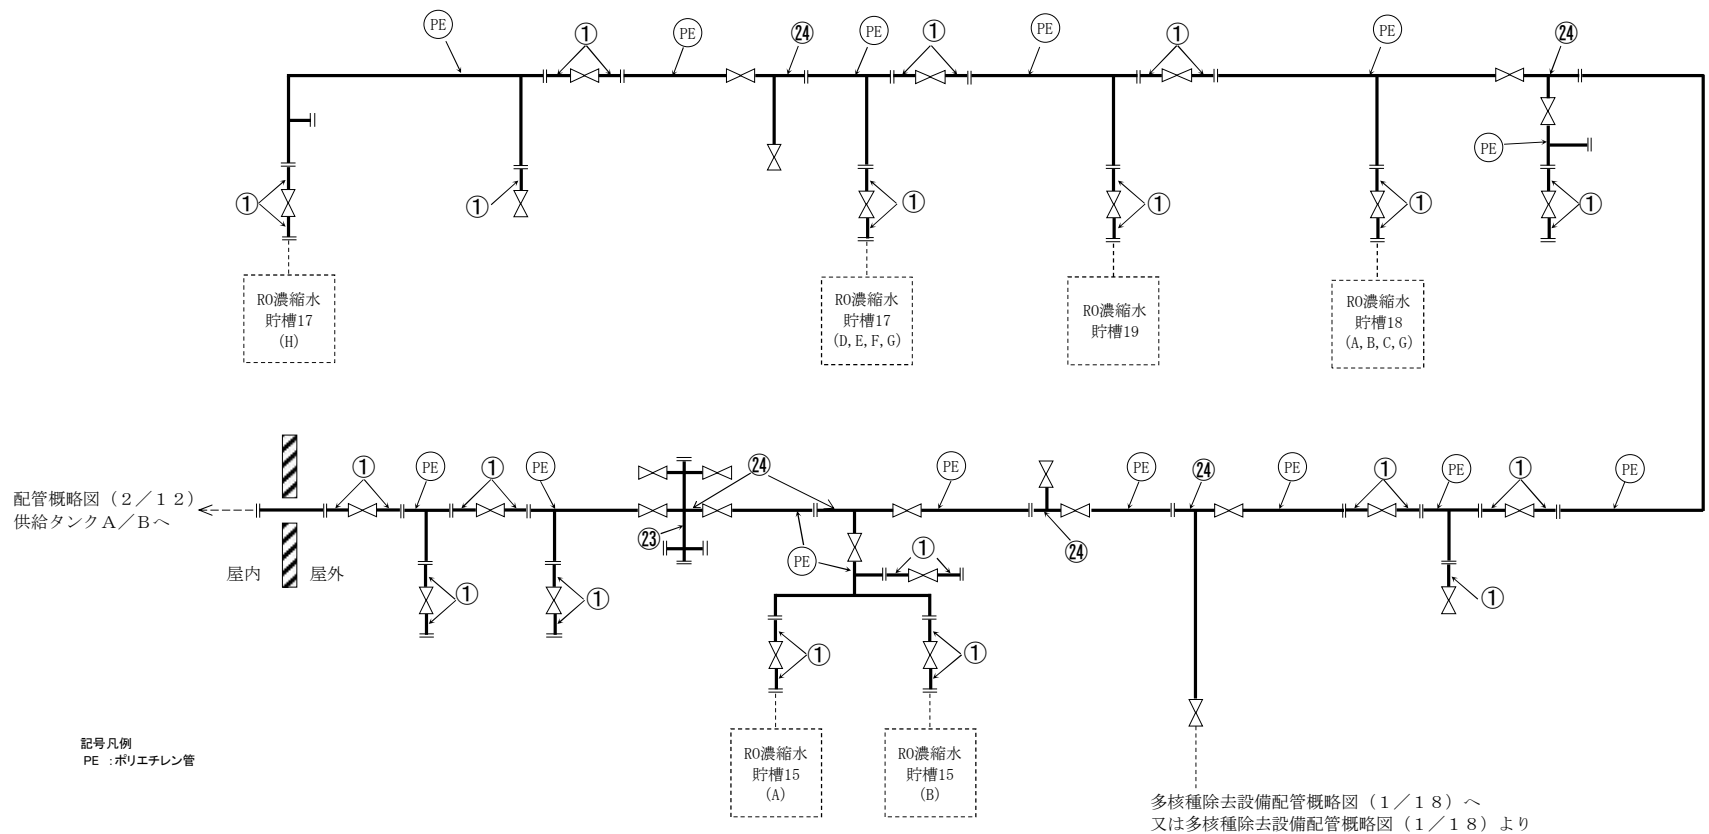 PE
①
PE
㉔
PE
①
PE
①
PE
㉔
PE
①
①
①
①
①
①
RO濃縮水
貯槽17
(H)
RO濃縮水
貯槽17
(D,E,F,G)
RO濃縮水
貯槽19
RO濃縮水
貯槽18
(A,B,C,G)
①
PE
①
PE
㉔
PE
PE
㉔
PE
①
PE
①
PE
配管概略図（２／１２）
供給タンクＡ／Ｂへ
㉓
PE
①
㉔
屋内
屋外
①
①
①
①
①
RO濃縮水
貯槽15
(A)
RO濃縮水
貯槽15
(B)
記号凡例
PE ：ポリエチレン管
多核種除去設備配管概略図（１／１８）へ
又は多核種除去設備配管概略図（１／１８）より